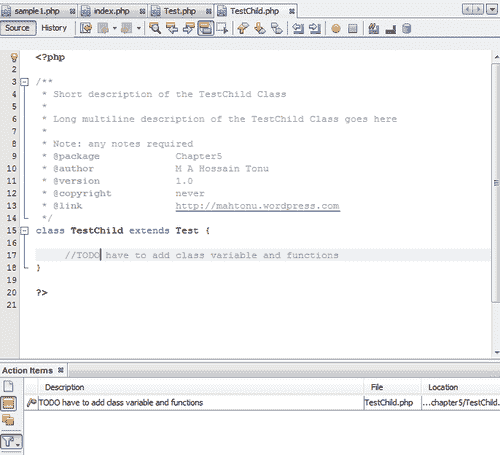 sample1.php index.php Test.php TestChild.php
Source History
1 <?php
2
3 /**
4 * Short description of the TestChild Class
5 *
6 * Long multiline description of the TestChild Class goes here
7 *
8 * Note: any notes required
9 * @package Chapter5
10 * @author M A Hossain Tonu
11 * @version 1.0
12 * @copyright never
13 * @link http://mahtonu.wordpress.com
14 */
15 class TestChild extends Test {
16
17 //TODO have to add class variable and functions
18 }
19
20 ?>
21
Action Items
Description File Location
TODO have to add class variable and functions TestChild.php ...chapter5/TestChild.